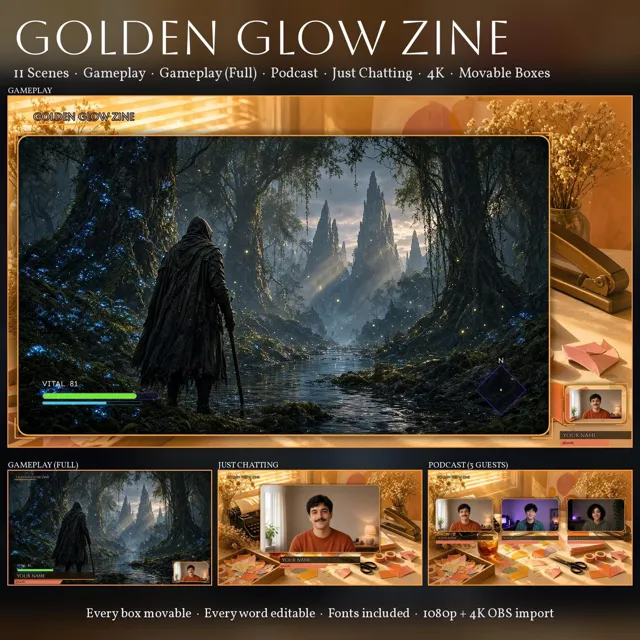 GOLDEN GLOW ZINE
11 Scenes · Gameplay · Gameplay (Full) · Podcast · Just Chatting · 4K · Movable Boxes
GAMEPLAY
GOLDEN GLOW ZINE
N
VITAL 81
YOUR NAME
GAMEPLAY (FULL)
JUST CHATTING
PODCAST (3 GUESTS)
YOUR NAME
YOUR NAME
Every box movable · Every word editable · Fonts included · 1080p + 4K OBS import